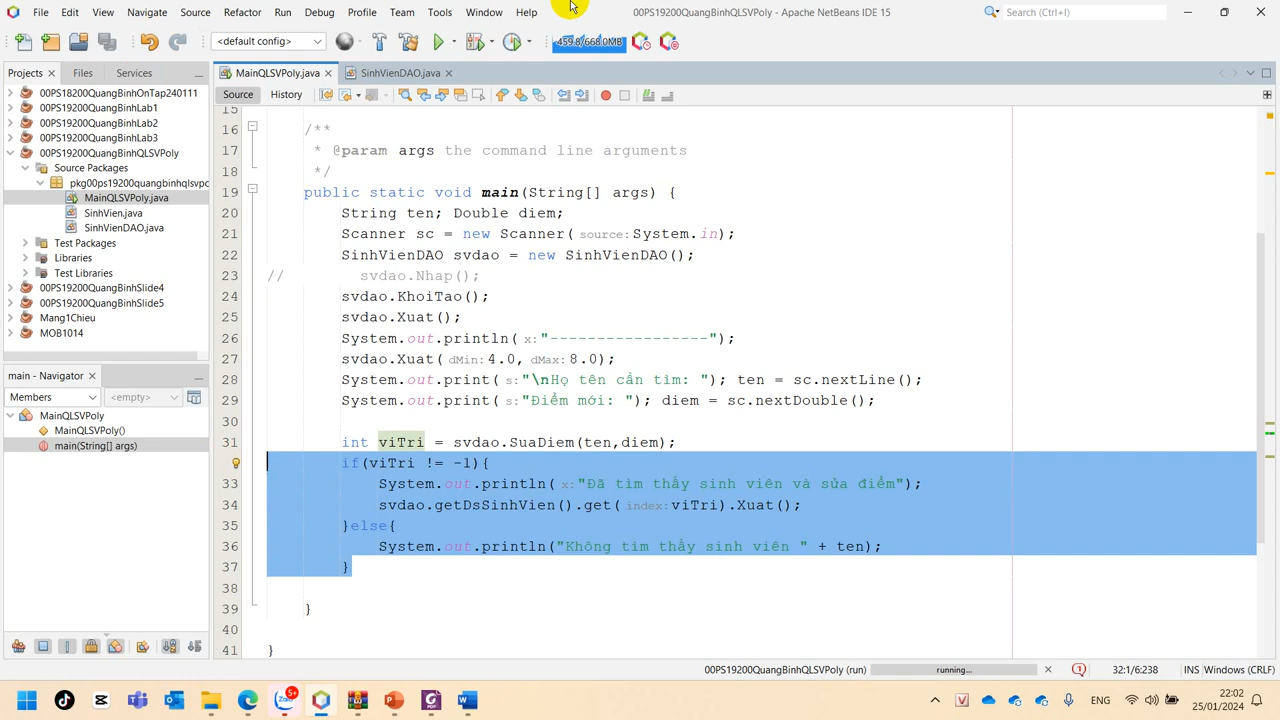 File Edit View Navigate Source Refactor Run Debug Profile Team Tools Window Help
00PS19200QuangBinhQLSVPoly - Apache NetBeans IDE 15
Search (Ctrl+I)
<default config>
459.8/668.0MB
Projects Files Services
MainQLSVPoly.java SinhVienDAO.java
Source History
00PS18200QuangBinhOnTap240111
00PS19200QuangBinhLab1
00PS19200QuangBinhLab2
00PS19200QuangBinhLab3
00PS19200QuangBinhQLSVPoly
Source Packages
pkg00ps19200quangbinhqlsvpc
MainQLSVPoly.java
SinhVien.java
SinhVienDAO.java
Test Packages
Libraries
Test Libraries
00PS19200QuangBinhSlide4
00PS19200QuangBinhSlide5
Mang1Chieu
MOB1014
main - Navigator
Members <empty>
MainQLSVPoly
MainQLSVPoly()
main(String[] args)
15
16 /**
17 * @param args the command line arguments
18 */
19 public static void main(String[] args) {
20 String ten; Double diem;
21 Scanner sc = new Scanner(source:System.in);
22 SinhVienDAO svdao = new SinhVienDAO();
23 // svdao.Nhap();
24 svdao.KhoiTao();
25 svdao.Xuat();
26 System.out.println(x:"-----------------");
27 svdao.Xuat(dMin:4.0,dMax:8.0);
28 System.out.print(s:"\nHọ tên cần tìm: "); ten = sc.nextLine();
29 System.out.print(s:"Điểm mới: "); diem = sc.nextDouble();
30
31 int viTri = svdao.SuaDiem(ten,diem);
if(viTri != -1){
33 System.out.println(x:"Đã tìm thấy sinh viên và sửa điểm");
34 svdao.getDsSinhVien().get(index:viTri).Xuat();
35 }else{
36 System.out.println("Không tìm thấy sinh viên " + ten);
37 }
38
39 }
40
41 }
00PS19200QuangBinhQLSVPoly (run) running... 1 32:1/6:238 INS Windows (CRLF)
Zalo 5+
ENG
22:02
25/01/2024